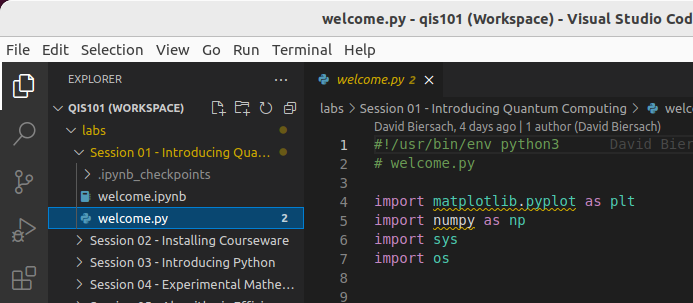 welcome.py - qis101 (Workspace) - Visual Studio Cod
File Edit Selection View Go Run Terminal Help
EXPLORER ...
QIS101 (WORKSPACE)
labs
Session 01 - Introducing Qua...
.ipynb_checkpoints
welcome.ipynb
welcome.py 2
Session 02 - Installing Courseware
Session 03 - Introducing Python
Session 04 - Experimental Mathe...
welcome.py 2
labs > Session 01 - Introducing Quantum Computing > welc
David Biersach, 4 days ago | 1 author (David Biersach)
1 #!/usr/bin/env python3 David Bier
2 # welcome.py
3
4 import matplotlib.pyplot as plt
5 import numpy as np
6 import sys
7 import os
8
9